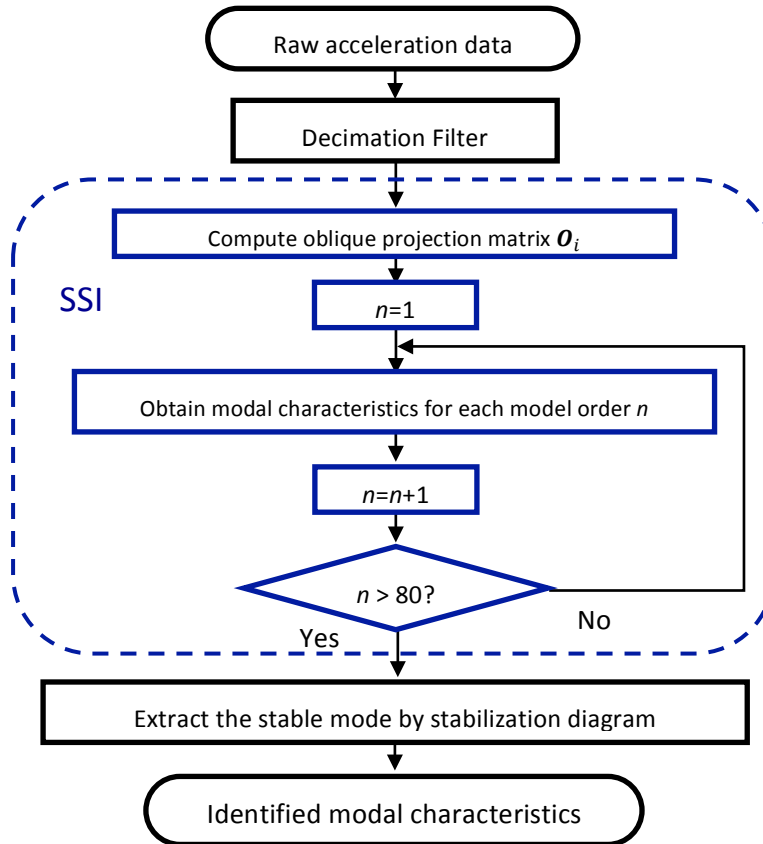 Raw acceleration data
Decimation Filter
Compute oblique projection matrix 𝑶ᵢ
SSI
n=1
Obtain modal characteristics for each model order n
n=n+1
n > 80?
No
Yes
Extract the stable mode by stabilization diagram
Identified modal characteristics